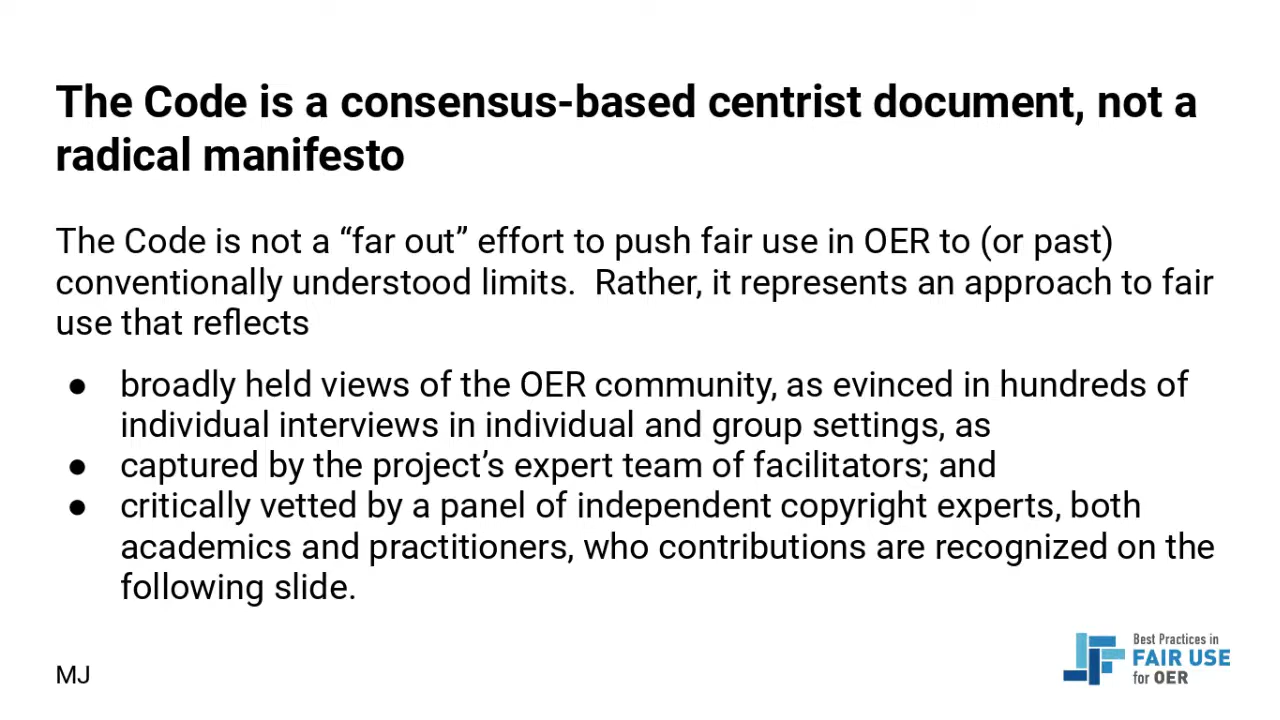 The Code is a consensus-based centrist document, not a
radical manifesto
The Code is not a “far out” effort to push fair use in OER to (or past)
conventionally understood limits.  Rather, it represents an approach to fair
use that reflects
● broadly held views of the OER community, as evinced in hundreds of
individual interviews in individual and group settings, as
● captured by the project’s expert team of facilitators; and
● critically vetted by a panel of independent copyright experts, both
academics and practitioners, who contributions are recognized on the
following slide.
MJ
Best Practices in
FAIR USE
for OER